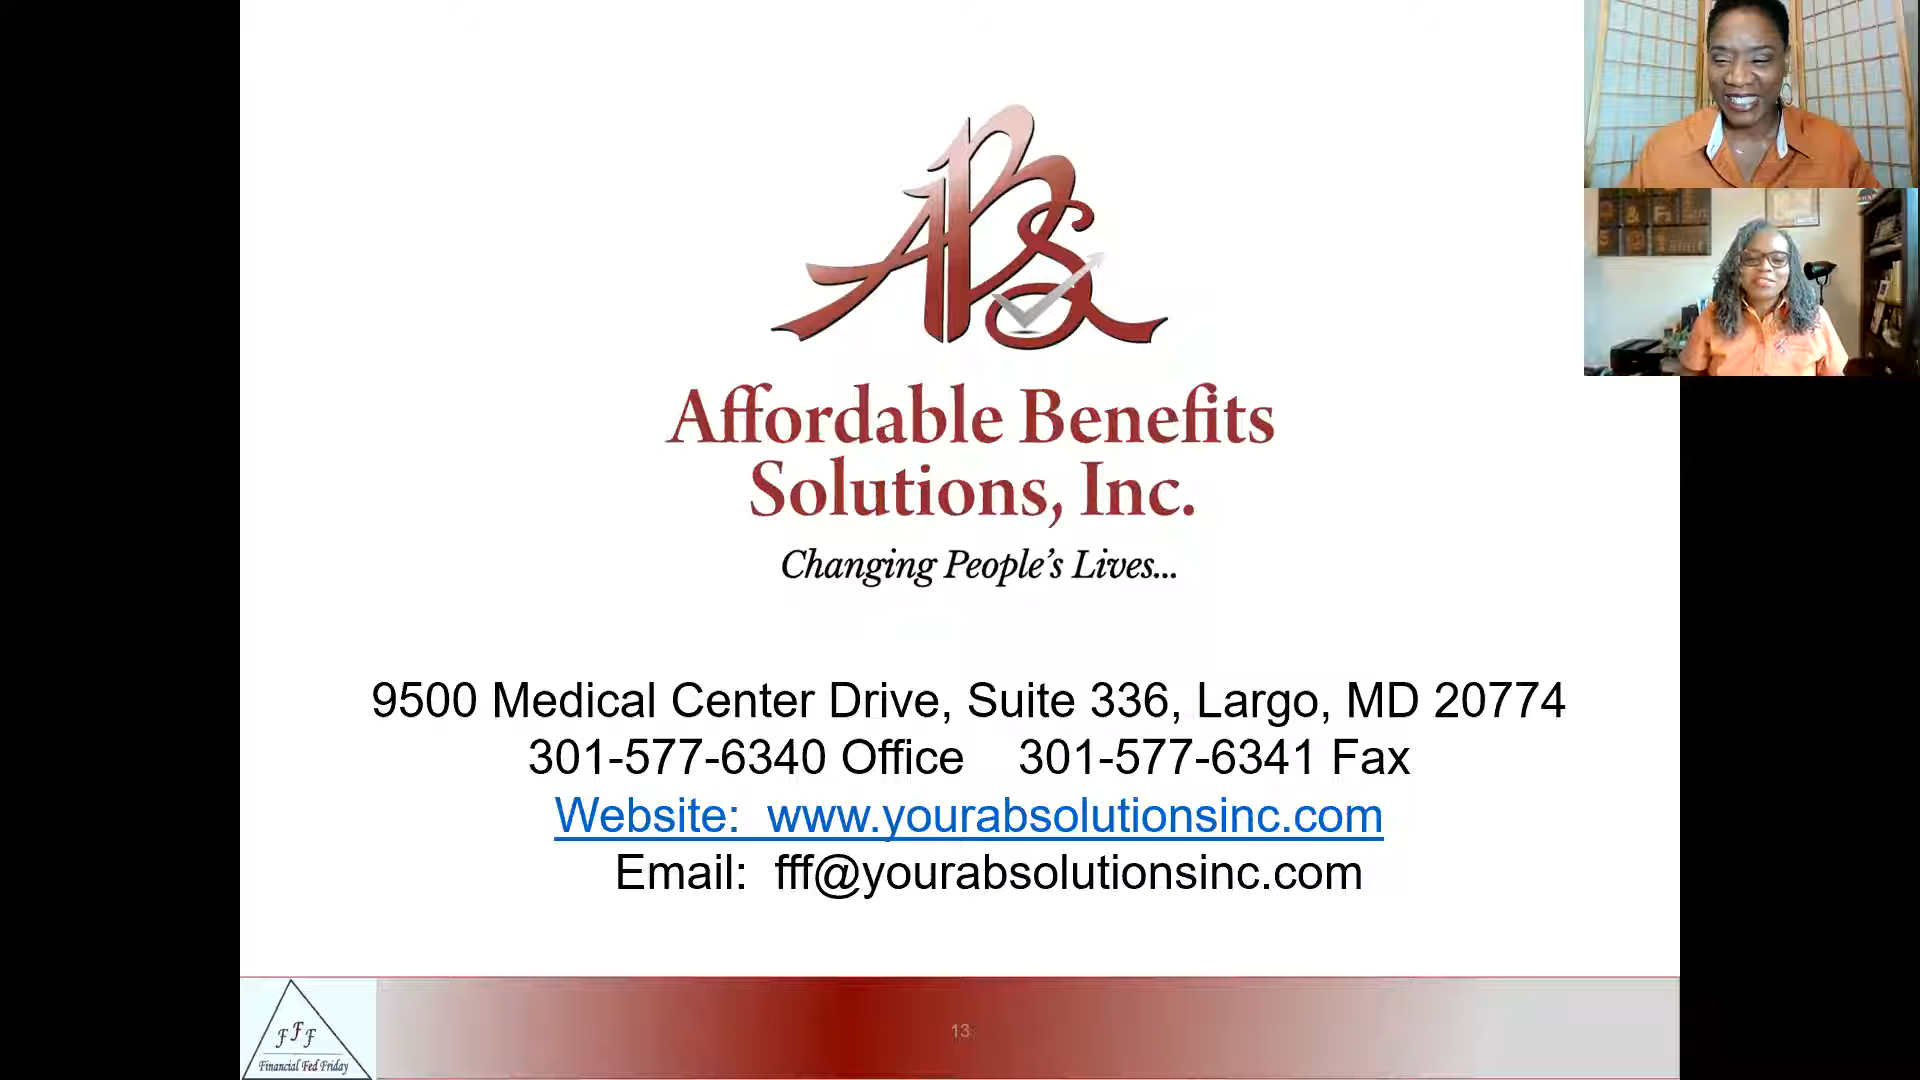 ABS
Affordable Benefits
Solutions, Inc.
Changing People's Lives...
9500 Medical Center Drive, Suite 336, Largo, MD 20774
301-577-6340 Office    301-577-6341 Fax
Website:  www.yourabsolutionsinc.com
Email:  fff@yourabsolutionsinc.com
FFF
Financial Fed Friday
13